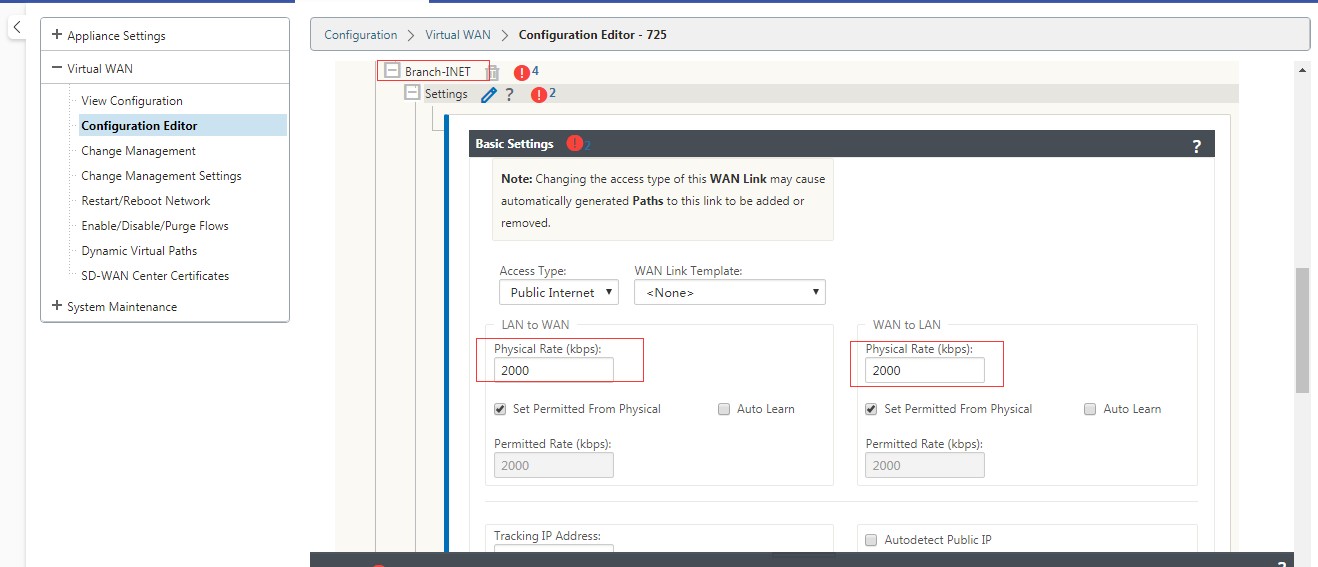 Configuration > Virtual WAN > Configuration Editor - 725
+ Appliance Settings
− Virtual WAN
View Configuration
Configuration Editor
Change Management
Change Management Settings
Restart/Reboot Network
Enable/Disable/Purge Flows
Dynamic Virtual Paths
SD-WAN Center Certificates
+ System Maintenance
Branch-INET 4
Settings ? 2
Basic Settings 2 ?
Note: Changing the access type of this WAN Link may cause
automatically generated Paths to this link to be added or
removed.
Access Type: WAN Link Template:
Public Internet <None>
LAN to WAN
Physical Rate (kbps):
2000
Set Permitted From Physical Auto Learn
Permitted Rate (kbps):
2000
WAN to LAN
Physical Rate (kbps):
2000
Set Permitted From Physical Auto Learn
Permitted Rate (kbps):
2000
Tracking IP Address:
Autodetect Public IP
?